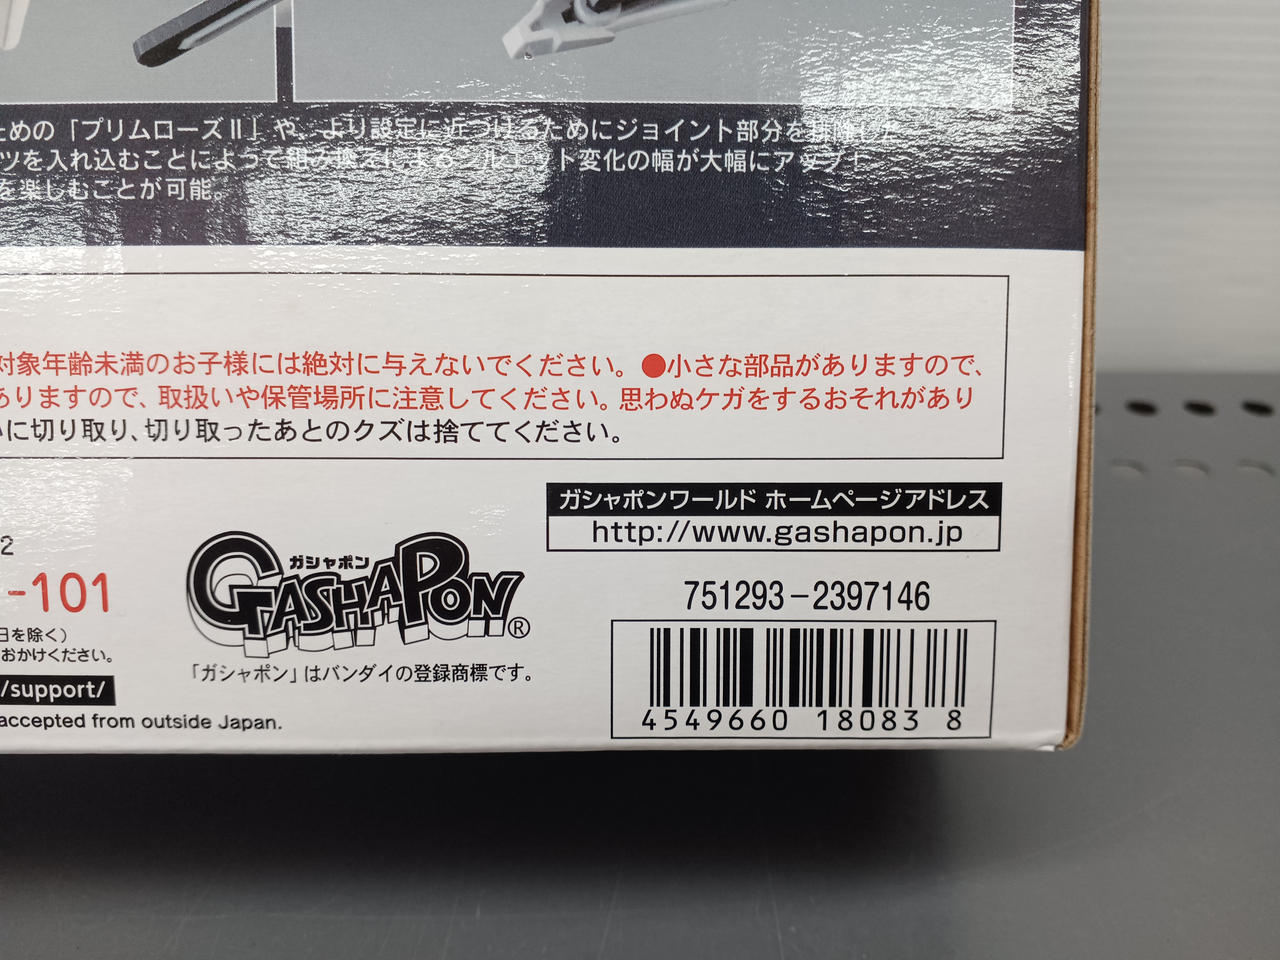 ための「プリムローズⅡ」や、より設定に近づけるためにジョイント部分を排除した
ツを入れ込むことによって組み換えによるシルエット変化の幅が大幅にアップ!
を楽しむことが可能。
対象年齢未満のお子様には絶対に与えないでください。●小さな部品がありますので、
ありますので、取扱いや保管場所に注意してください。思わぬケガをするおそれがあり
いに切り取り、切り取ったあとのクズは捨ててください。
ガシャポンワールド ホームページアドレス
http://www.gashapon.jp
2
-101
日を除く)
おかけください。
/support/
accepted from outside Japan.
ガシャポン
GASHAPON®
「ガシャポン」はバンダイの登録商標です。
751293-2397146
4549660 18083 8